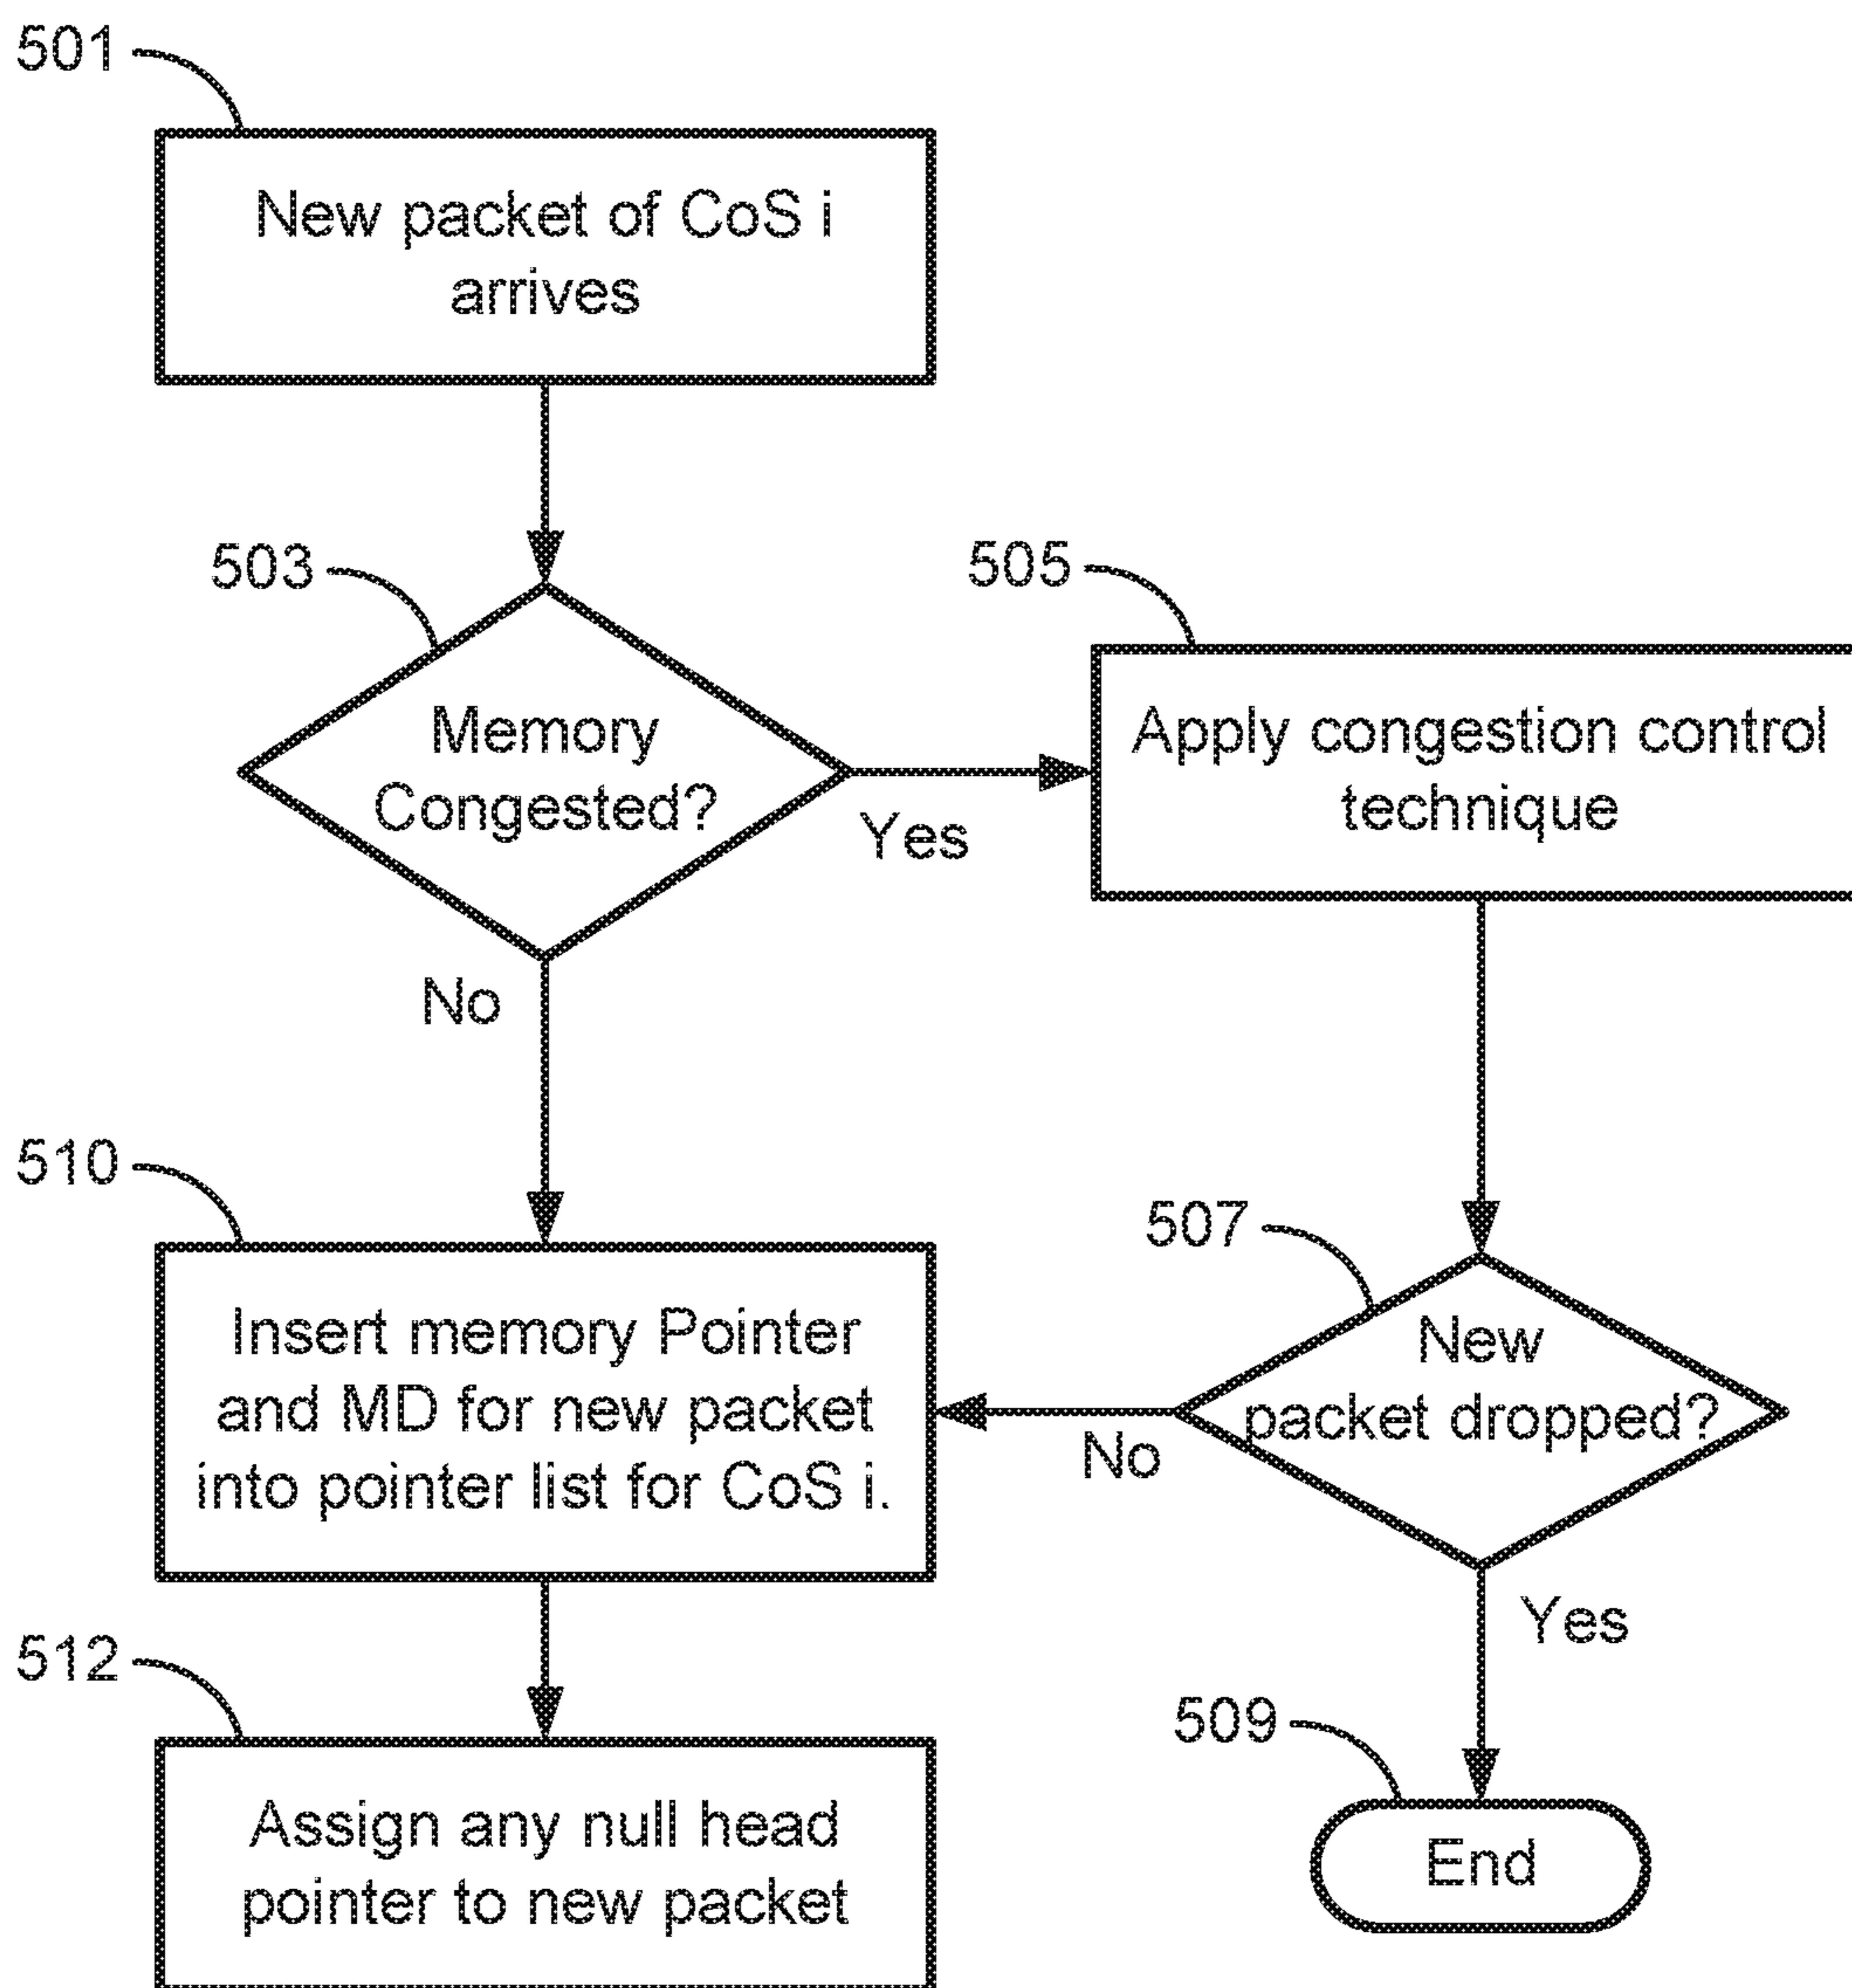 501
New packet of CoS i
arrives
503
Memory
Congested?
Yes
No
505
Apply congestion control
technique
507
New
packet dropped?
No
Yes
509
End
510
Insert memory Pointer
and MD for new packet
into pointer list for CoS i.
512
Assign any null head
pointer to new packet